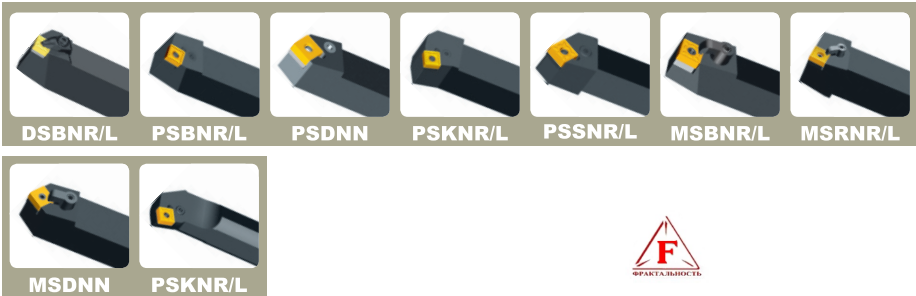 DSBNR/L
PSBNR/L
PSDNN
PSKNR/L
PSSNR/L
MSBNR/L
MSRNR/L
MSDNN
PSKNR/L
F
ФРАКТАЛЬНОСТЬ